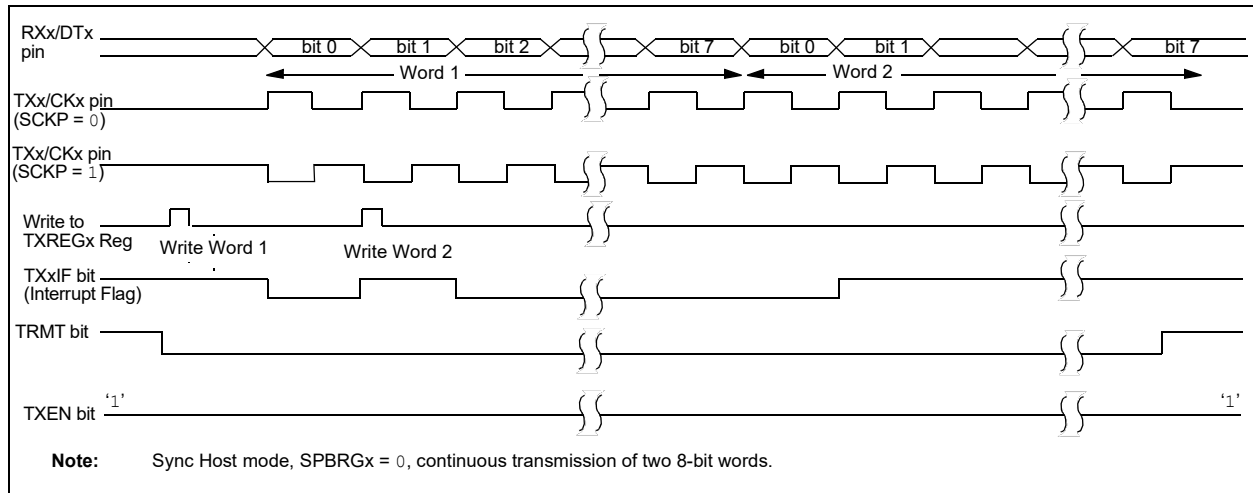 RXx/DTx
pin
bit 0 bit 1 bit 2 bit 7 bit 0 bit 1 bit 7
Word 1 Word 2
TXx/CKx pin
(SCKP = 0)
TXx/CKx pin
(SCKP = 1)
Write to
TXREGx Reg
Write Word 1 Write Word 2
TXxIF bit
(Interrupt Flag)
TRMT bit
TXEN bit ‘1’ ‘1’
Note: Sync Host mode, SPBRGx = 0, continuous transmission of two 8-bit words.